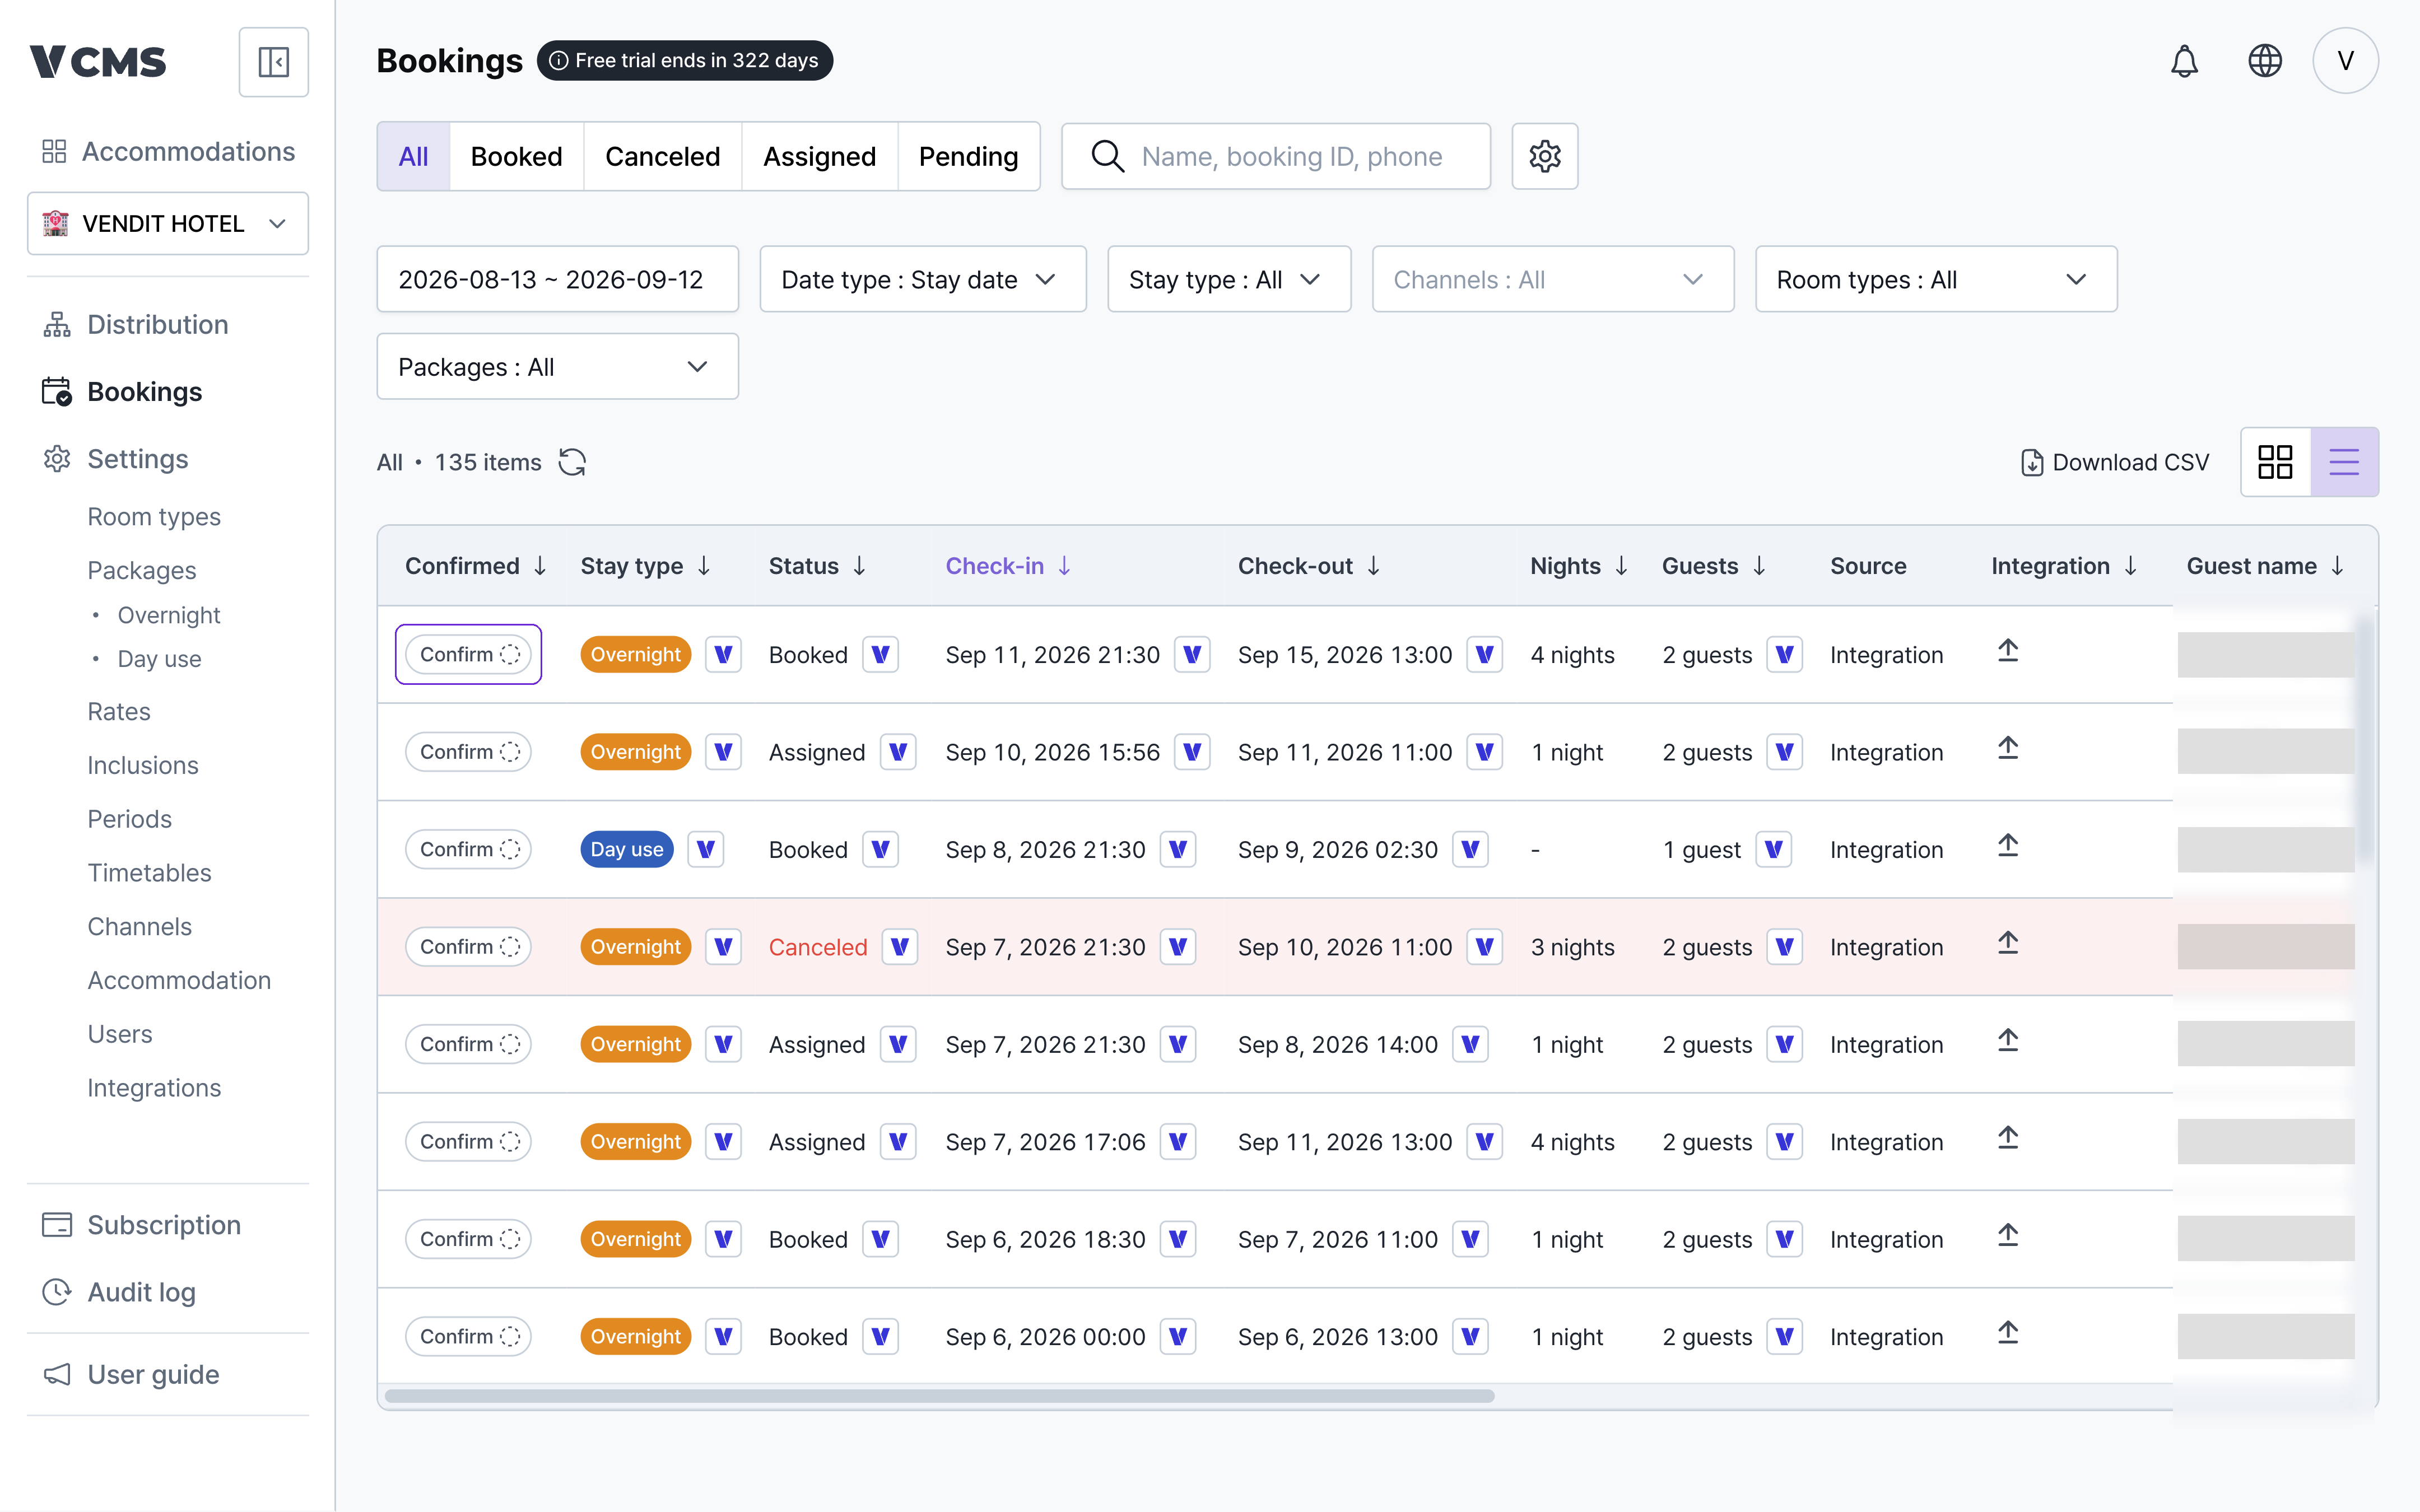 VCMS
Bookings
Free trial ends in 322 days
V
Accommodations
VENDIT HOTEL
Distribution
Bookings
Settings
Room types
Packages
• Overnight
• Day use
Rates
Inclusions
Periods
Timetables
Channels
Accommodation
Users
Integrations
Subscription
Audit log
User guide
All Booked Canceled Assigned Pending
Name, booking ID, phone
2026-08-13 ~ 2026-09-12 Date type : Stay date Stay type : All Channels : All Room types : All
Packages : All
All • 135 items
Download CSV
Confirmed ↓ Stay type ↓ Status ↓ Check-in ↓ Check-out ↓ Nights ↓ Guests ↓ Source Integration ↓ Guest name ↓
Confirm Overnight Booked Sep 11, 2026 21:30 Sep 15, 2026 13:00 4 nights 2 guests Integration
Confirm Overnight Assigned Sep 10, 2026 15:56 Sep 11, 2026 11:00 1 night 2 guests Integration
Confirm Day use Booked Sep 8, 2026 21:30 Sep 9, 2026 02:30 - 1 guest Integration
Confirm Overnight Canceled Sep 7, 2026 21:30 Sep 10, 2026 11:00 3 nights 2 guests Integration
Confirm Overnight Assigned Sep 7, 2026 21:30 Sep 8, 2026 14:00 1 night 2 guests Integration
Confirm Overnight Assigned Sep 7, 2026 17:06 Sep 11, 2026 13:00 4 nights 2 guests Integration
Confirm Overnight Booked Sep 6, 2026 18:30 Sep 7, 2026 11:00 1 night 2 guests Integration
Confirm Overnight Booked Sep 6, 2026 00:00 Sep 6, 2026 13:00 1 night 2 guests Integration